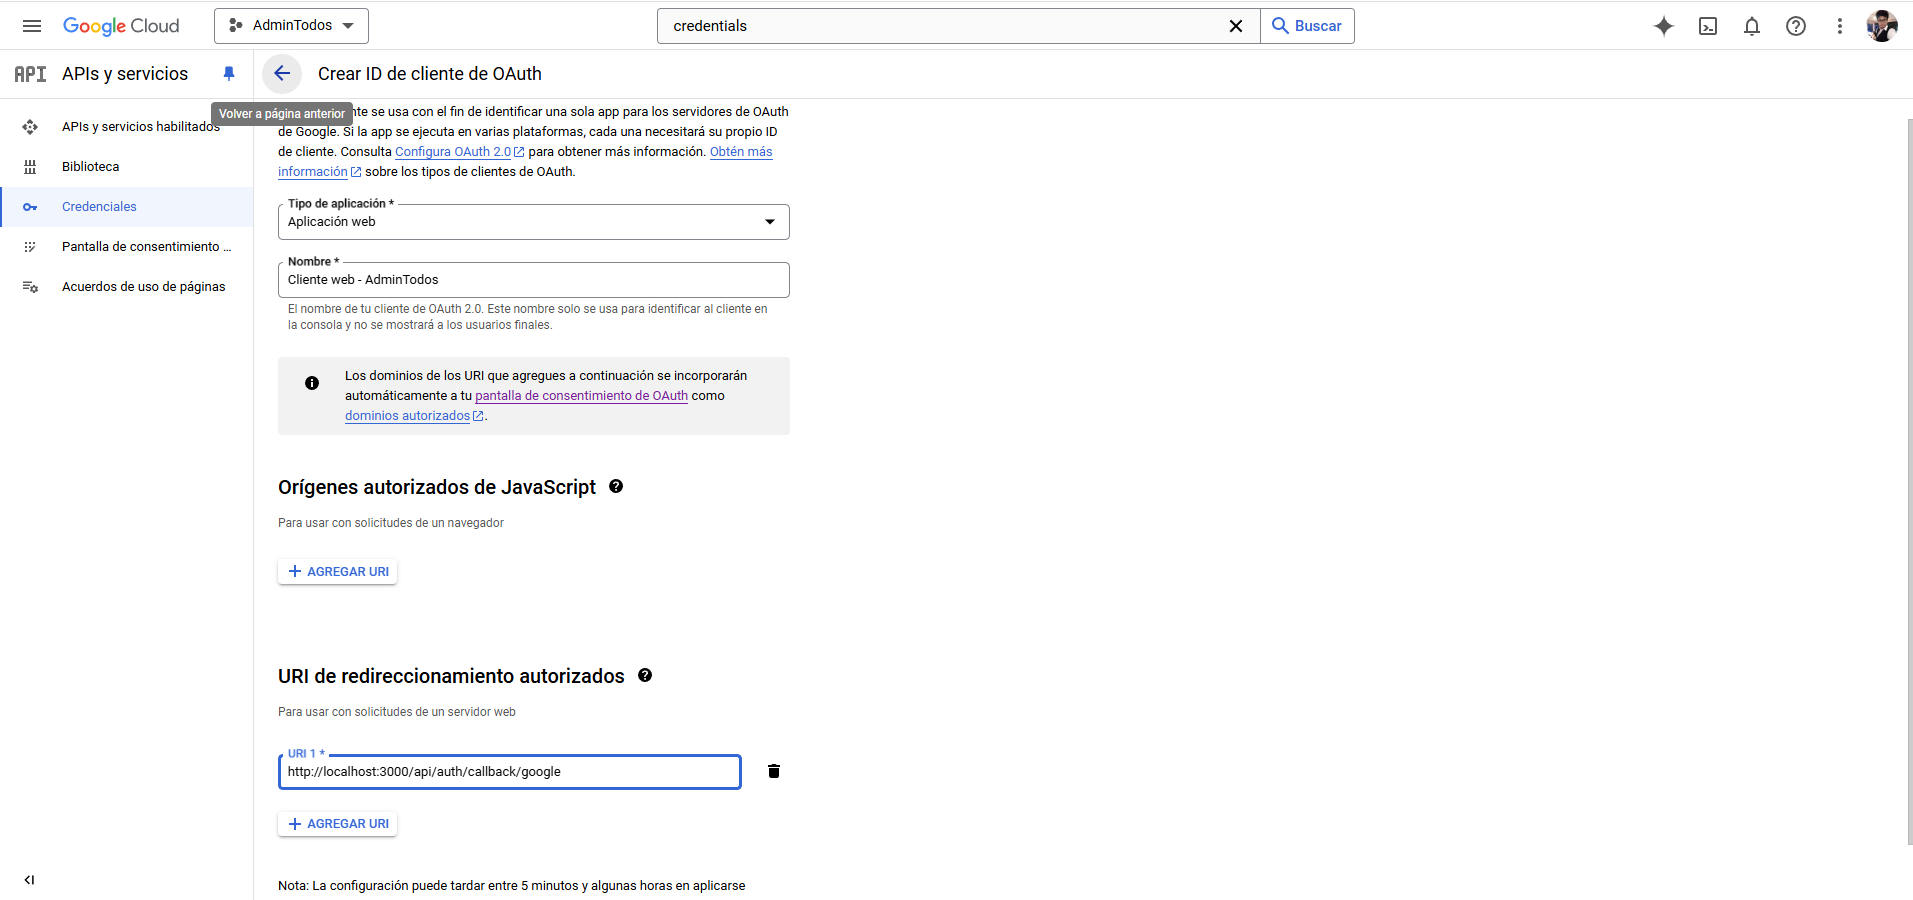 Google Cloud
AdminTodos
credentials
Buscar
API
APIs y servicios
Crear ID de cliente de OAuth
Volver a página anterior
APIs y servicios habilitados
Biblioteca
Credenciales
Pantalla de consentimiento ...
Acuerdos de uso de páginas
se usa con el fin de identificar una sola app para los servidores de OAuth
de Google. Si la app se ejecuta en varias plataformas, cada una necesitará su propio ID
de cliente. Consulta Configura OAuth 2.0 para obtener más información. Obtén más
información sobre los tipos de clientes de OAuth.
Tipo de aplicación *
Aplicación web
Nombre *
Cliente web - AdminTodos
El nombre de tu cliente de OAuth 2.0. Este nombre solo se usa para identificar al cliente en
la consola y no se mostrará a los usuarios finales.
Los dominios de los URI que agregues a continuación se incorporarán
automáticamente a tu pantalla de consentimiento de OAuth como
dominios autorizados.
Orígenes autorizados de JavaScript
Para usar con solicitudes de un navegador
+ AGREGAR URI
URI de redireccionamiento autorizados
Para usar con solicitudes de un servidor web
URI 1 *
http://localhost:3000/api/auth/callback/google
+ AGREGAR URI
Nota: La configuración puede tardar entre 5 minutos y algunas horas en aplicarse